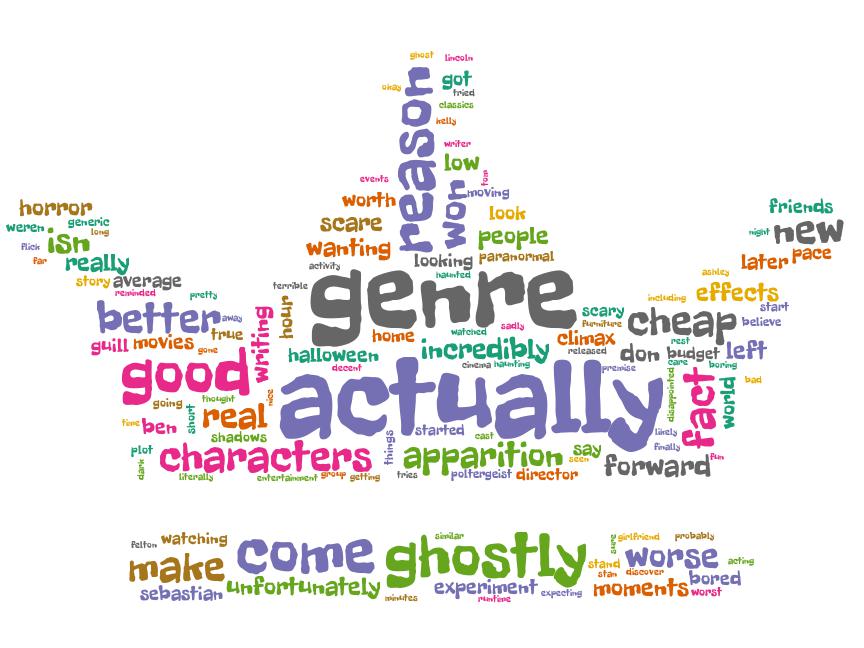 ghost
lincoln
okay
reason
got
tried
classics
kelly
writer
low
events
tom
worth
won
moving
horror
scare
look
friends
weren
generic
long
isn
flick
wanting
people
night
new
far
really
looking
paranormal
later
pace
activity
haunted
ashley
story
average
terrible
genre
including
effects
reminded
pretty
hour
scary
start
better
away
writing
true
furniture
cheap
believe
guill
movies
gone
home
watched
sadly
climax
rest
halloween
incredibly
released
don
budget
left
decent
cinema
haunting
premise
care
boring
good
actually
disappointed
fact
world
bad
going
thought
nice
short
real
time
ben
shadows
started
cast
likely
plot
characters
things
apparition
say
finally
dark
seen
forward
fun
literally
entertainment
group
getting
tries
poltergeist
director
felton
watching
come
similar
ghostly
sure
girlfriend
probably
make
stand
worse
acting
stan
discover
bored
sebastian
unfortunately
minutes
experiment
runtime
expecting
moments
worst